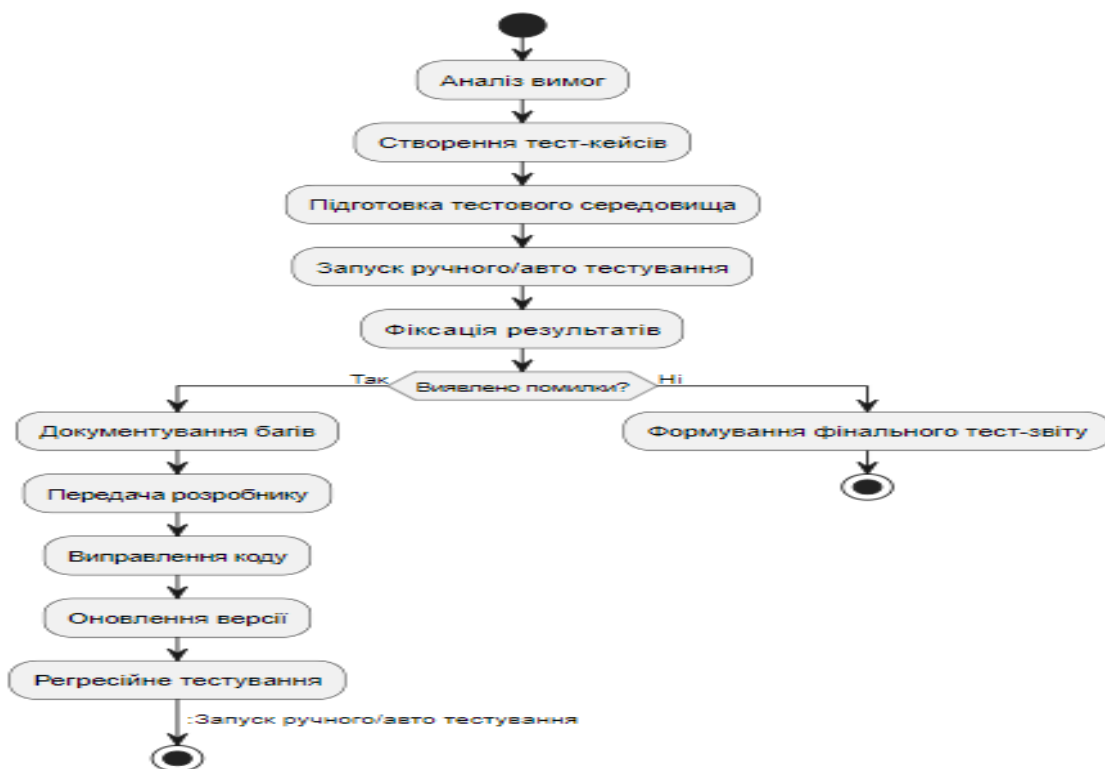 Аналіз вимог
Створення тест-кейсів
Підготовка тестового середовища
Запуск ручного/авто тестування
Фіксація результатів
Так
Виявлено помилки?
Ні
Документування багів
Формування фінального тест-звіту
Передача розробнику
Виправлення коду
Оновлення версії
Регресійне тестування
:Запуск ручного/авто тестування